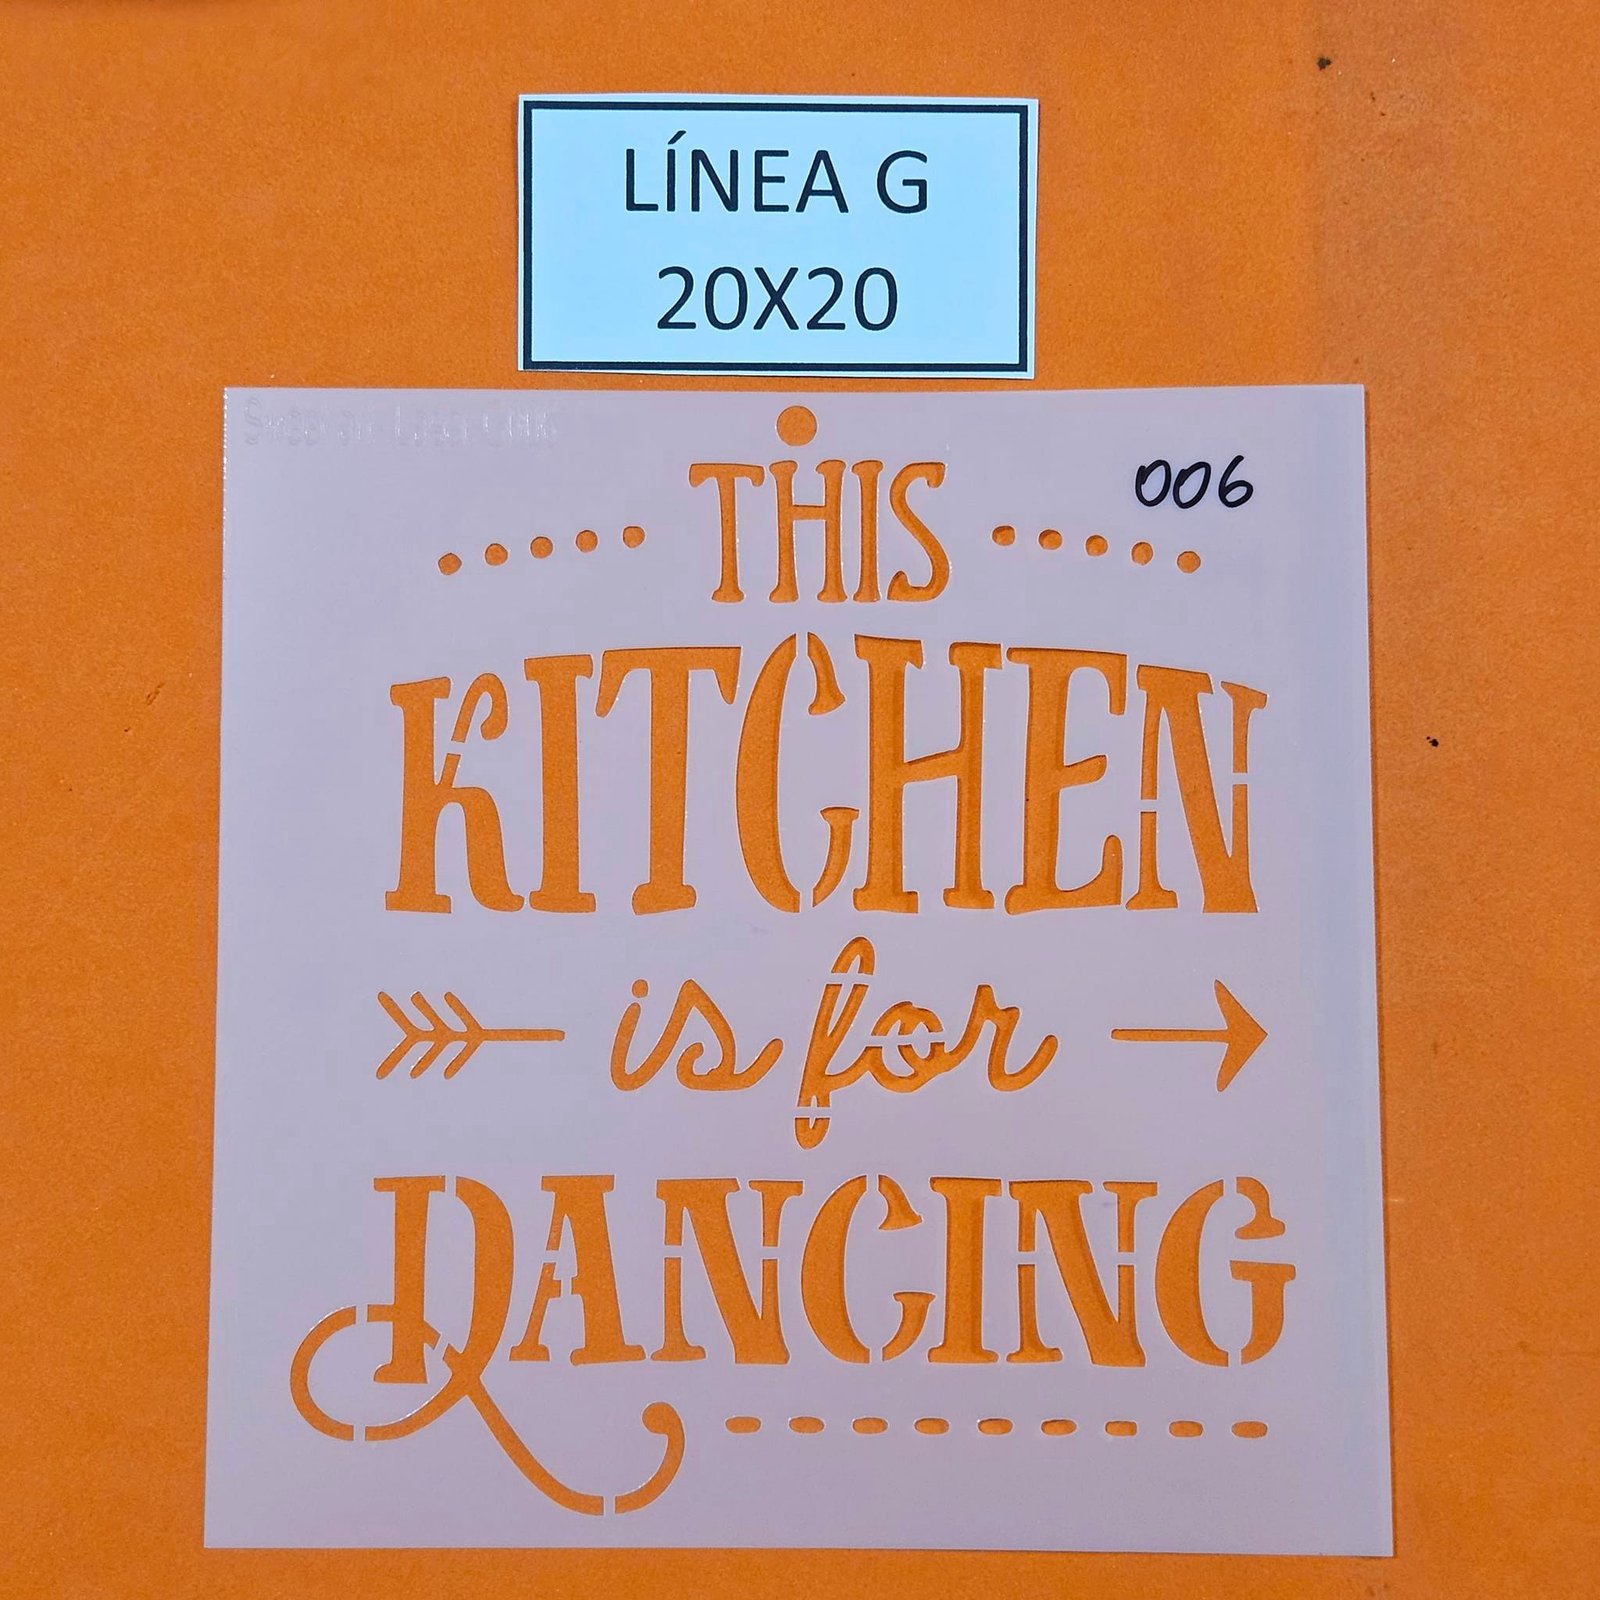 LÍNEA G
20X20
006
THIS
KITCHEN
is for
DANCING